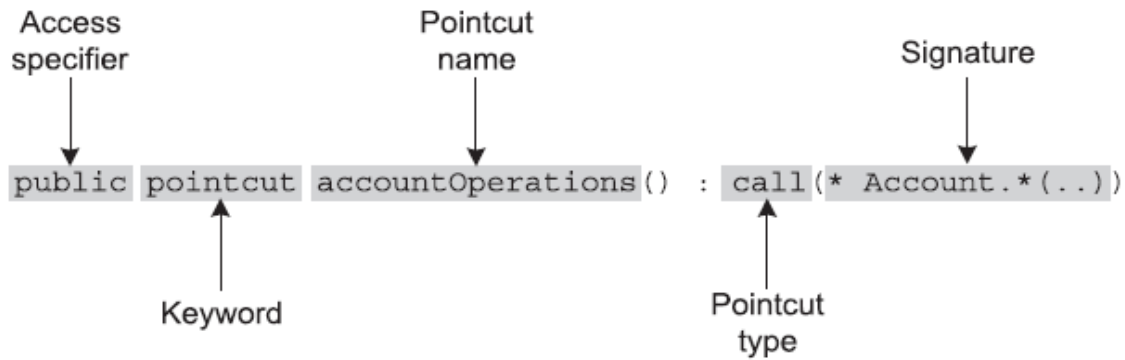 Access
specifier
Pointcut
name
Signature
public pointcut accountOperations() : call(* Account.*(..))
Keyword
Pointcut
type